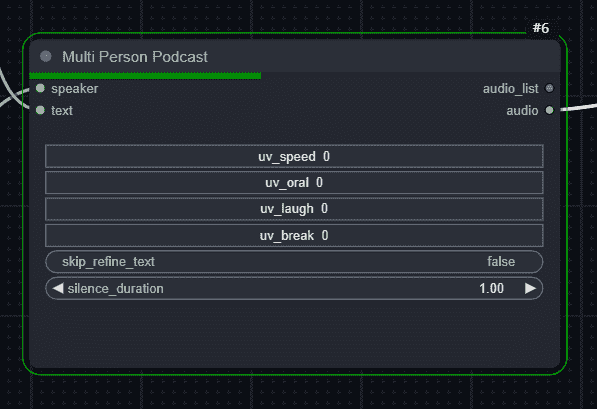 #6
Multi Person Podcast
speaker audio_list
text audio
uv_speed 0
uv_oral 0
uv_laugh 0
uv_break 0
skip_refine_text false
silence_duration 1.00